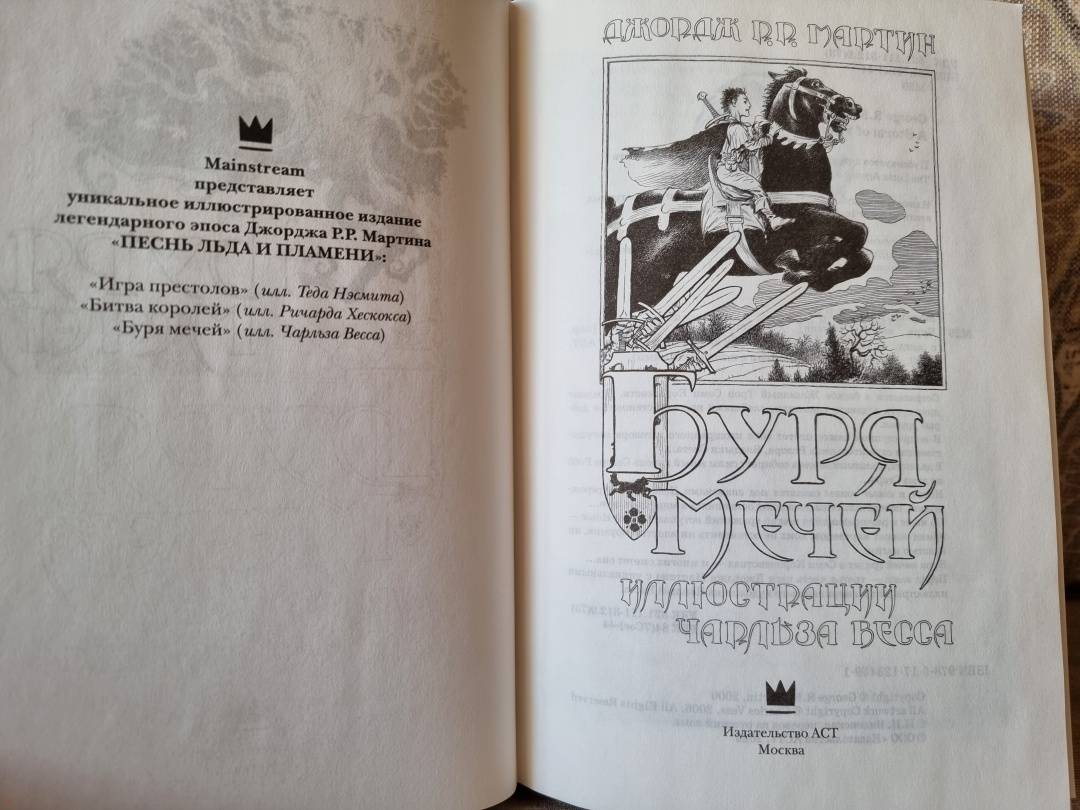 Mainstream
представляет
уникальное иллюстрированное издание
легендарного эпоса Джорджа Р.Р. Мартина
«ПЕСНЬ ЛЬДА И ПЛАМЕНИ»:
«Игра престолов» (илл. Теда Нэсмита)
«Битва королей» (илл. Ричарда Хескокса)
«Буря мечей» (илл. Чарльза Весса)
ДЖОРДЖ Р.Р. МАРТИН
БУРЯ
МЕЧЕЙ
ИЛЛЮСТРАЦИИ
ЧАРЛЬЗА ВЕССА
Издательство АСТ
Москва